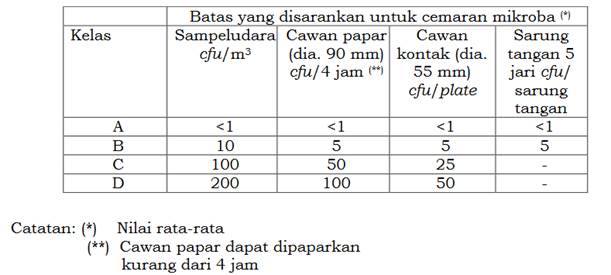 Batas yang disarankan untuk cemaran mikroba (*)
Kelas Sampeludara Cawan papar Cawan Sarung
cfu/m³ (dia. 90 mm) kontak (dia. tangan 5
cfu/4 jam (**) 55 mm) jari cfu/
cfu/plate sarung
tangan
A <1 <1 <1 <1
B 10 5 5 5
C 100 50 25 -
D 200 100 50 -
Catatan: (*) Nilai rata-rata
(**) Cawan papar dapat dipaparkan
kurang dari 4 jam